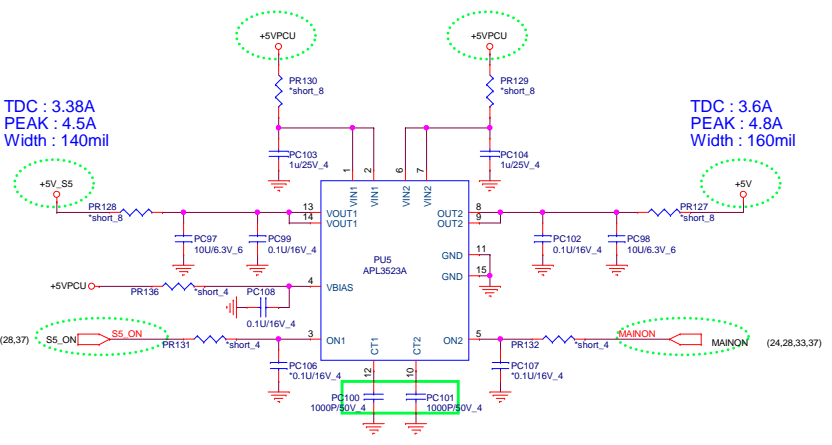 +5VPCU
+5VPCU
PR130
*short_8
PR129
*short_8
TDC : 3.38A
PEAK : 4.5A
Width : 140mil
TDC : 3.6A
PEAK : 4.8A
Width : 160mil
PC103
1u/25V_4
PC104
1u/25V_4
1
2
6
7
VIN1
VIN1
VIN2
VIN2
+5V_S5
+5V
PR128
*short_8
PR127
*short_8
13
14
VOUT1
VOUT1
OUT2
OUT2
8
9
PC97
10U/6.3V_6
PC99
0.1U/16V_4
PC102
0.1U/16V_4
PC98
10U/6.3V_6
PU5
APL3523A
GND
11
GND
15
+5VPCU
PR136
*short_4
PC108
0.1U/16V_4
4
VBIAS
(28,37)
S5_ON
S5_ON
PR131
*short_4
3
ON1
ON2
5
PR132
*short_4
MAINON
MAINON
(24,28,33,37)
CT1
CT2
12
10
PC106
*0.1U/16V_4
PC107
*0.1U/16V_4
PC100
1000P/50V_4
PC101
1000P/50V_4